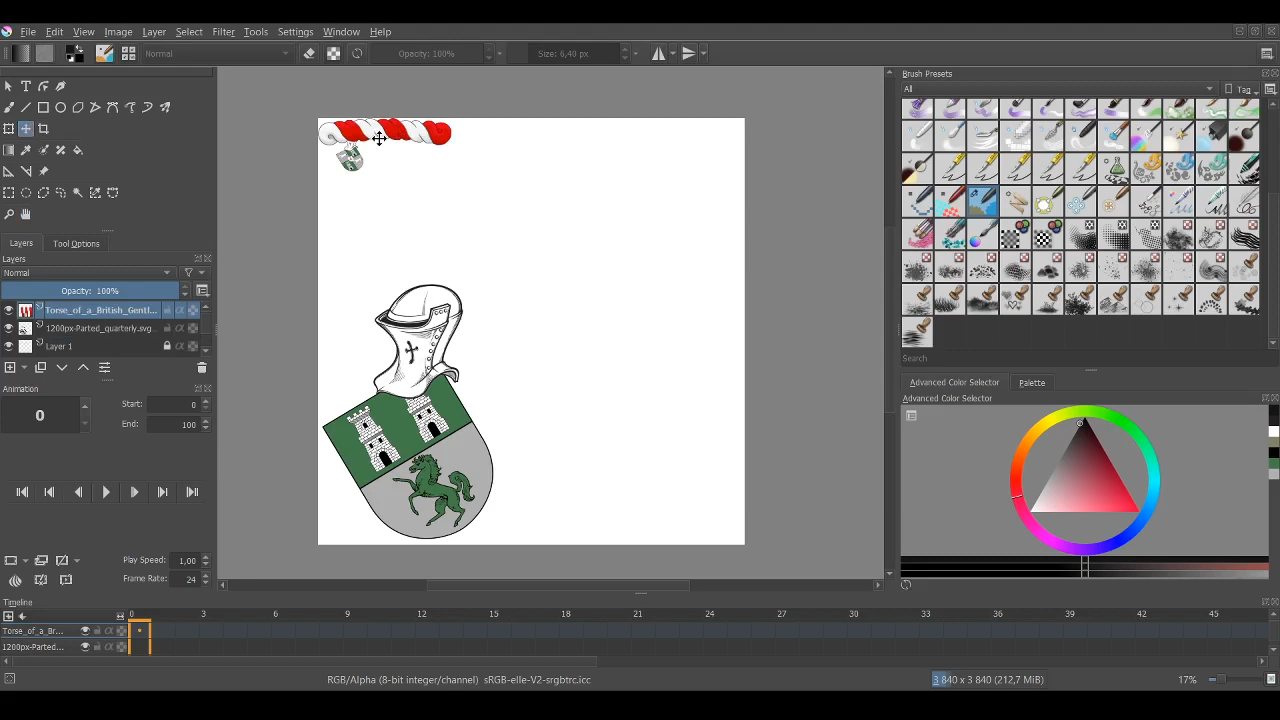 File Edit View Image Layer Select Filter Tools Settings Window Help
Normal Opacity: 100% Size: 6,40 px
Brush Presets
All Tag
Layers Tool Options
Layers
Normal
Opacity: 100%
Torse_of_a_British_Gentl...
1200px-Parted_quarterly.svg...
Layer 1
Animation
0 Start: 0
End: 100
Play Speed: 1,00
Frame Rate: 24
Search
Advanced Color Selector Palette
Advanced Color Selector
Timeline
0 3 6 9 12 15 18 21 24 27 30 33 36 39 42 45
Torse_of_a_Br...
1200px-Parted...
RGB/Alpha (8-bit integer/channel) sRGB-elle-V2-srgbtrc.icc 3 840 x 3 840 (212,7 MiB) 17%